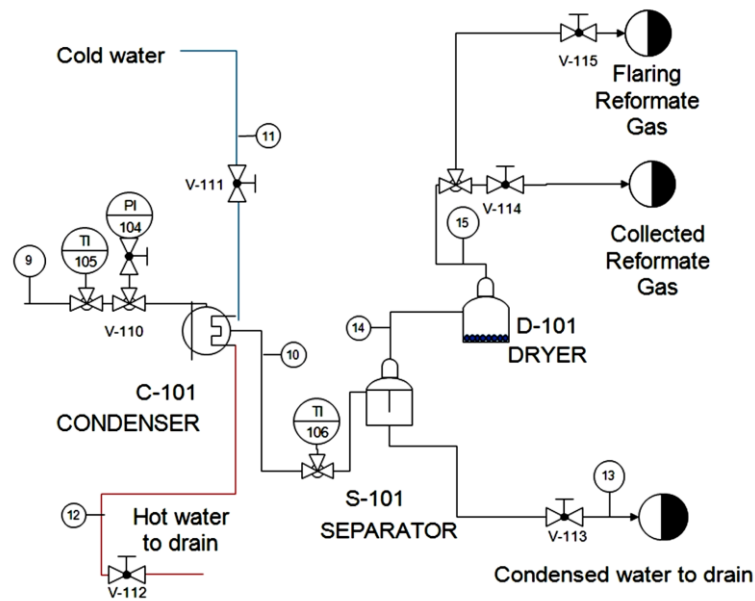 Cold water
V-115
Flaring
Reformate
Gas
11
V-111
PI
104
V-114
TI
105
9
15
Collected
Reformate
Gas
V-110
14
D-101
DRYER
10
C-101
CONDENSER
TI
106
S-101
SEPARATOR
13
12
Hot water
to drain
V-113
V-112
Condensed water to drain